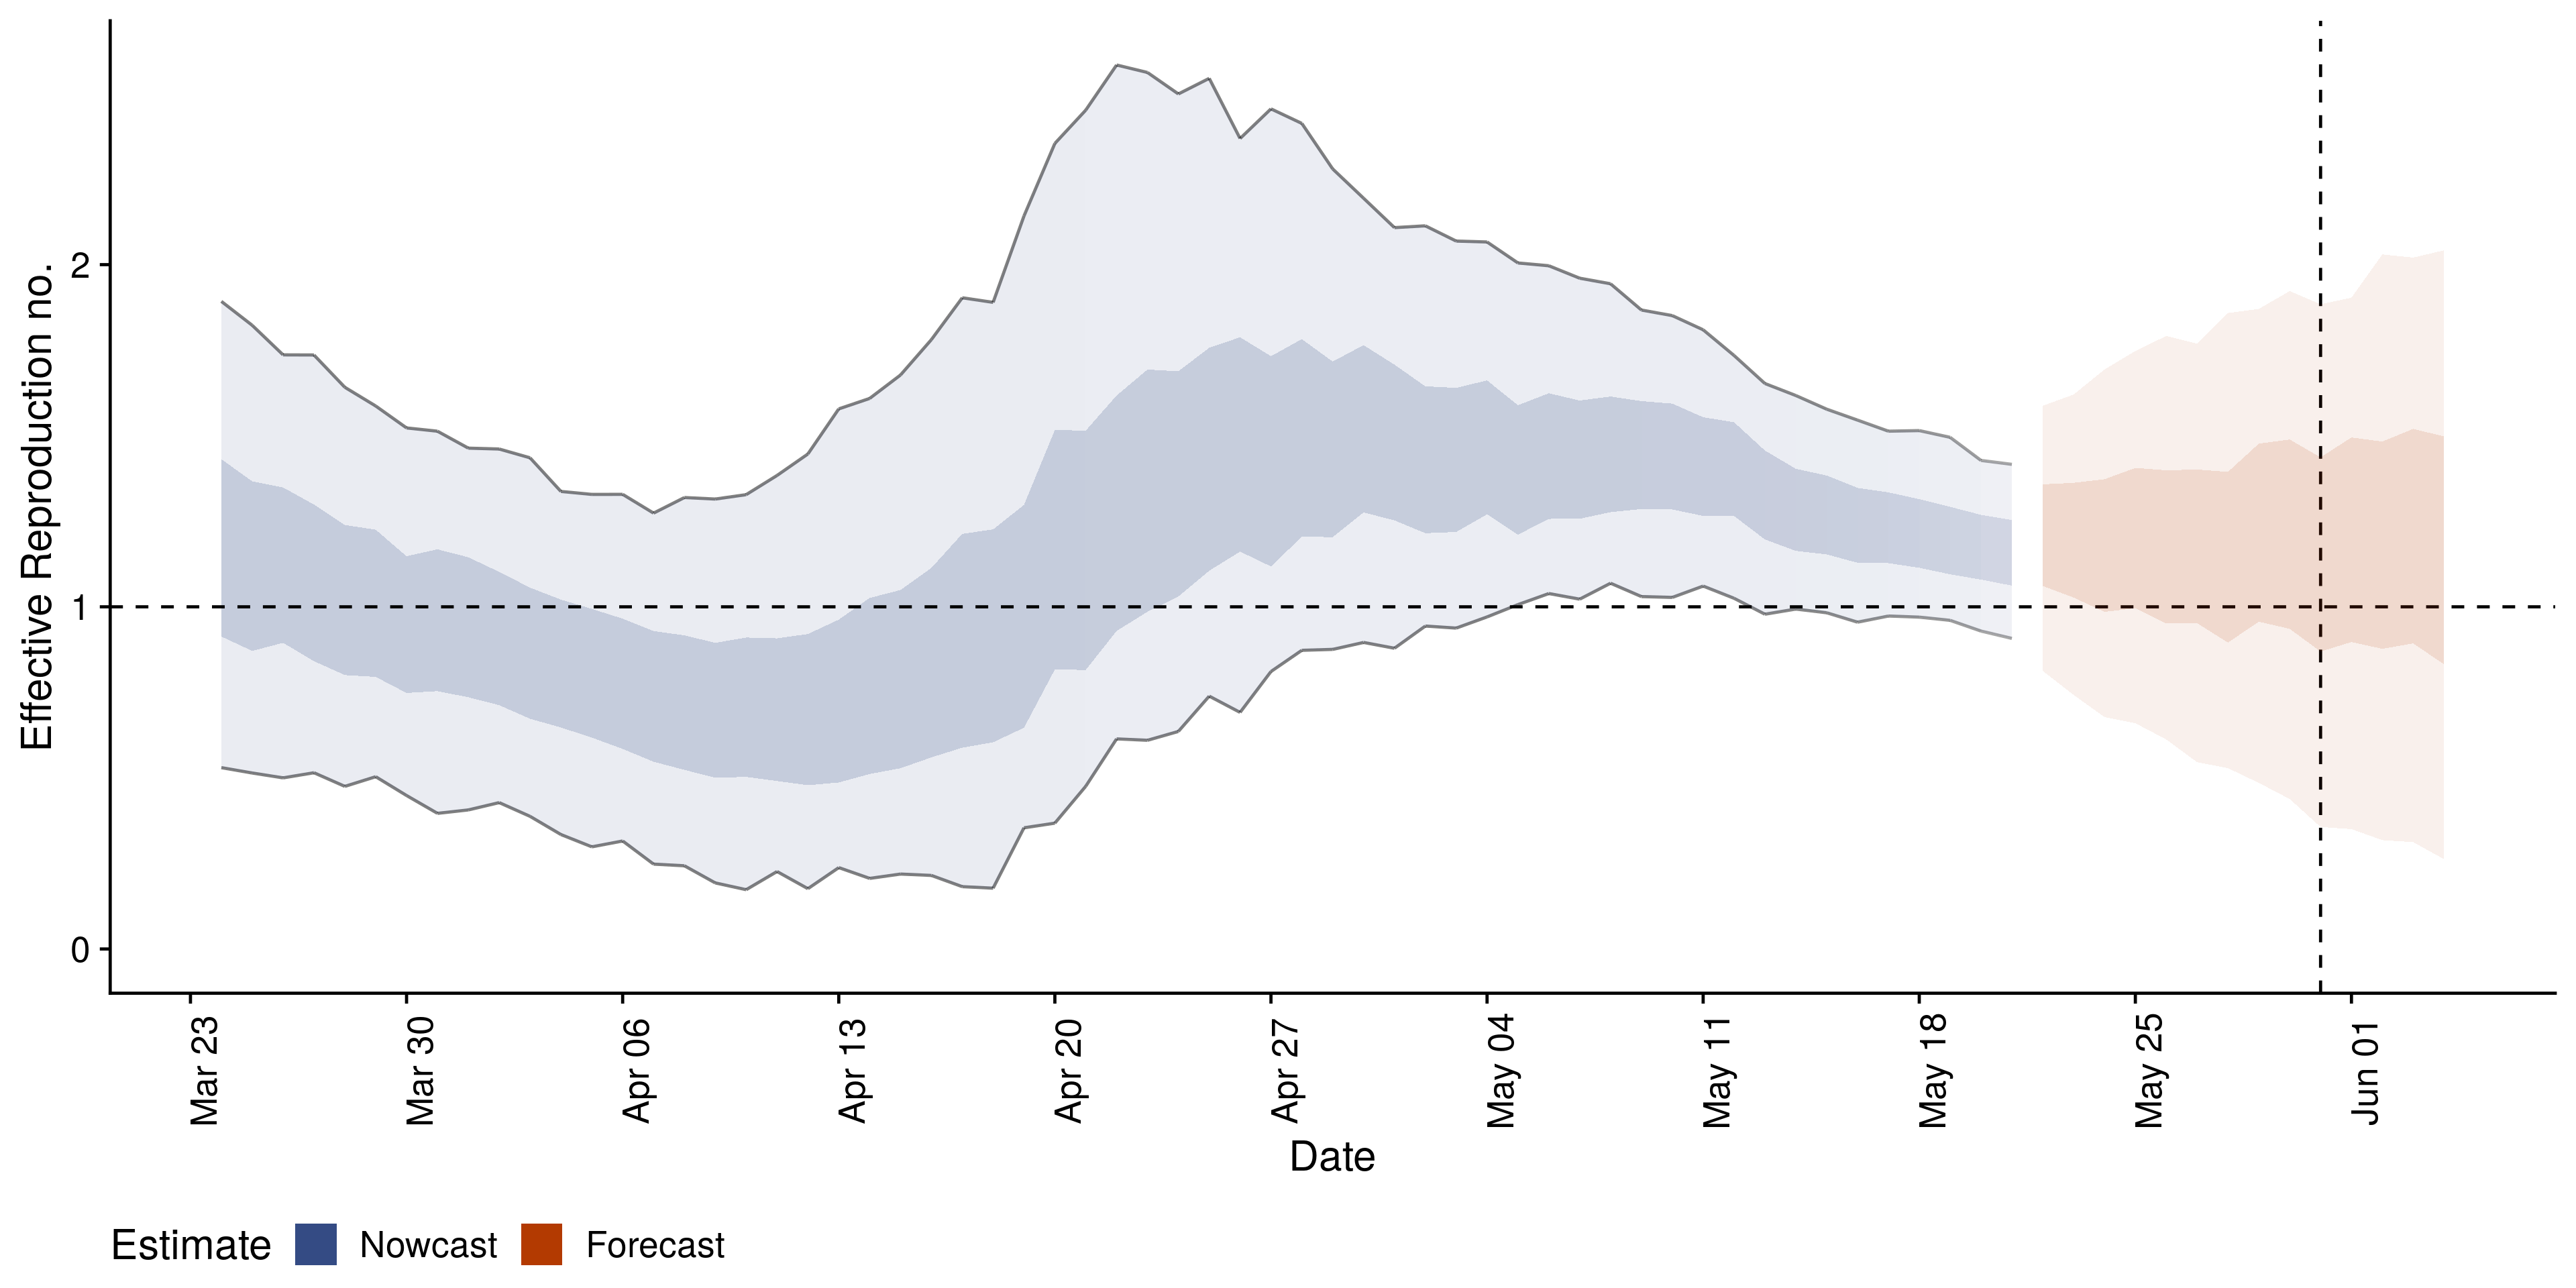 Effective Reproduction no.
2
1
0
Mar 23
Mar 30
Apr 06
Apr 13
Apr 20
Apr 27
May 04
May 11
May 18
May 25
Jun 01
Date
Estimate Nowcast Forecast